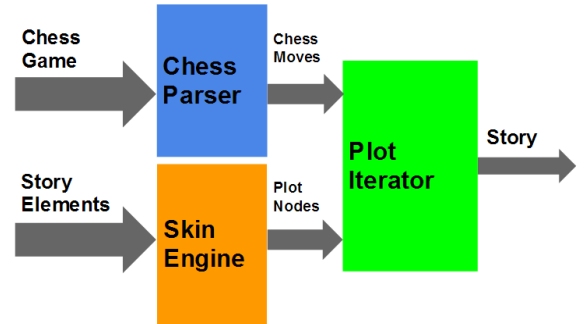 Chess
Game
Chess
Parser
Chess
Moves
Story
Elements
Skin
Engine
Plot
Nodes
Plot
Iterator
Story